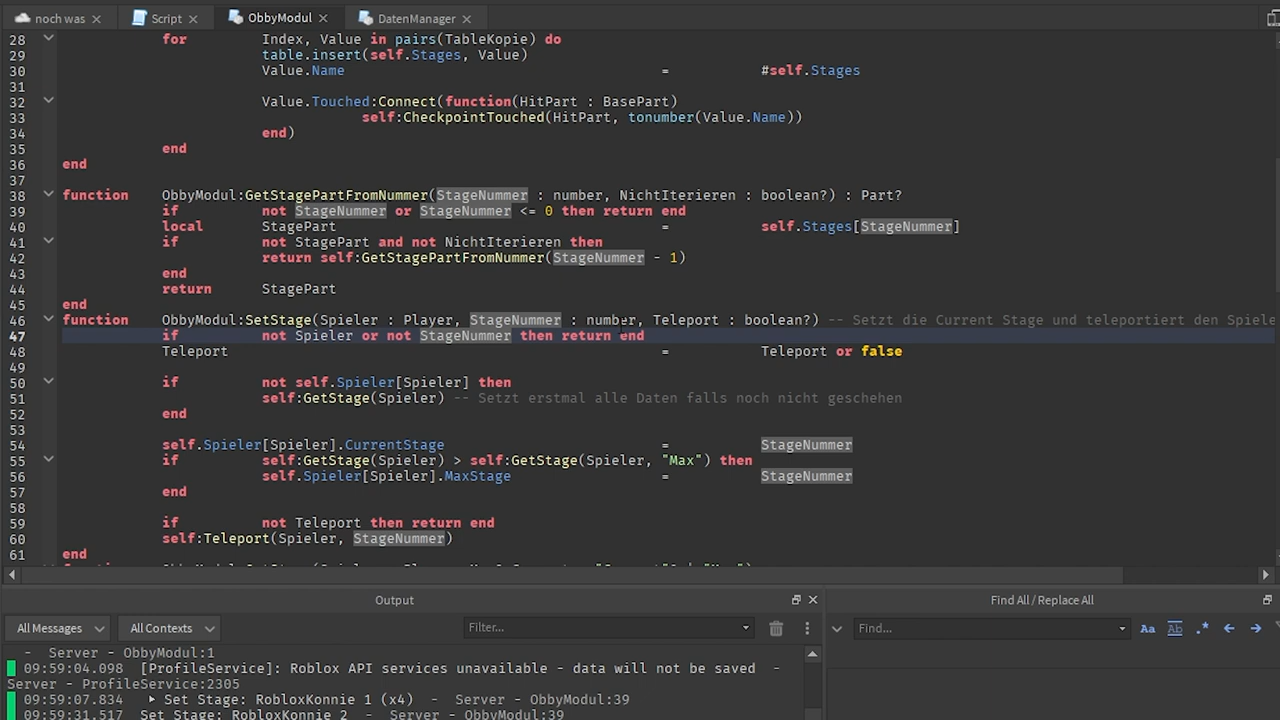 noch was
Script
ObbyModul
DatenManager
28 for Index, Value in pairs(TableKopie) do
29 table.insert(self.Stages, Value)
30 Value.Name = #self.Stages
31
32 Value.Touched:Connect(function(HitPart : BasePart)
33 self:CheckpointTouched(HitPart, tonumber(Value.Name))
34 end)
35 end
36 end
37
38 function ObbyModul:GetStagePartFromNummer(StageNummer : number, NichtIterieren : boolean?) : Part?
39 if not StageNummer or StageNummer <= 0 then return end
40 local StagePart = self.Stages[StageNummer]
41 if not StagePart and not NichtIterieren then
42 return self:GetStagePartFromNummer(StageNummer - 1)
43 end
44 return StagePart
45 end
46 function ObbyModul:SetStage(Spieler : Player, StageNummer : number, Teleport : boolean?) -- Setzt die Current Stage und teleportiert den Spiele
47 if not Spieler or not StageNummer then return end
48 Teleport = Teleport or false
49
50 if not self.Spieler[Spieler] then
51 self:GetStage(Spieler) -- Setzt erstmal alle Daten falls noch nicht geschehen
52 end
53
54 self.Spieler[Spieler].CurrentStage = StageNummer
55 if self:GetStage(Spieler) > self:GetStage(Spieler, "Max") then
56 self.Spieler[Spieler].MaxStage = StageNummer
57 end
58
59 if not Teleport then return end
60 self:Teleport(Spieler, StageNummer)
61 end
Output
Find All / Replace All
All Messages
All Contexts
Filter...
Find...
Aa
Ab
.*
- Server - ObbyModul:1
09:59:04.098 [ProfileService]: Roblox API services unavailable - data will not be saved -
Server - ProfileService:2305
09:59:07.834 Set Stage: RobloxKonnie 1 (x4) - Server - ObbyModul:39
09:59:31.517 Set Stage: RobloxKonnie 2 - Server - ObbyModul:39